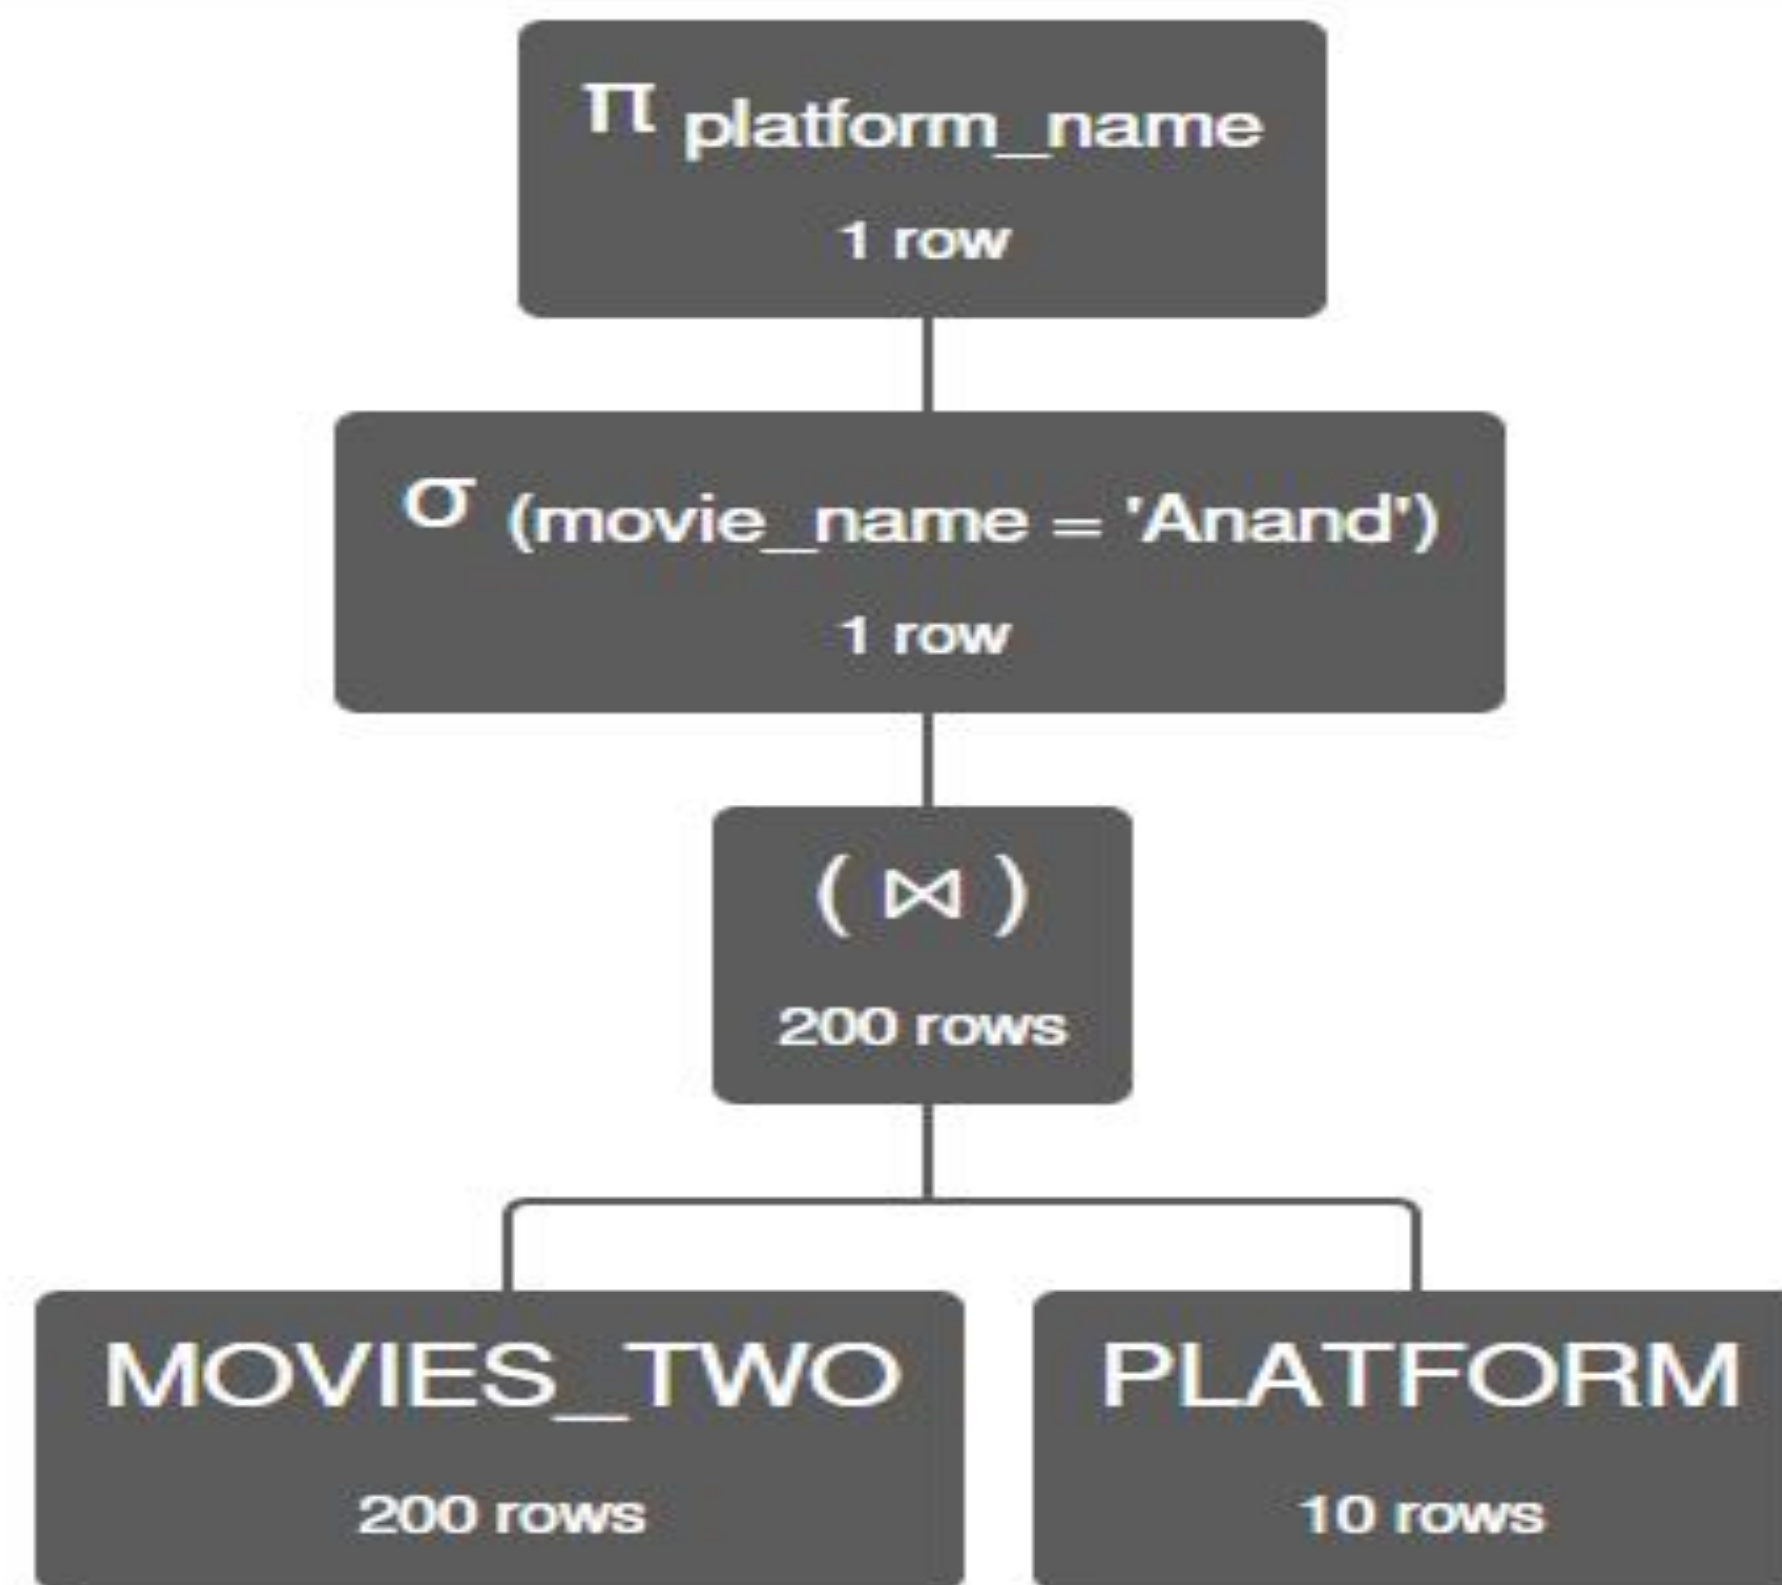 π platform_name
1 row
σ (movie_name = 'Anand')
1 row
( ⋈ )
200 rows
MOVIES_TWO
200 rows
PLATFORM
10 rows